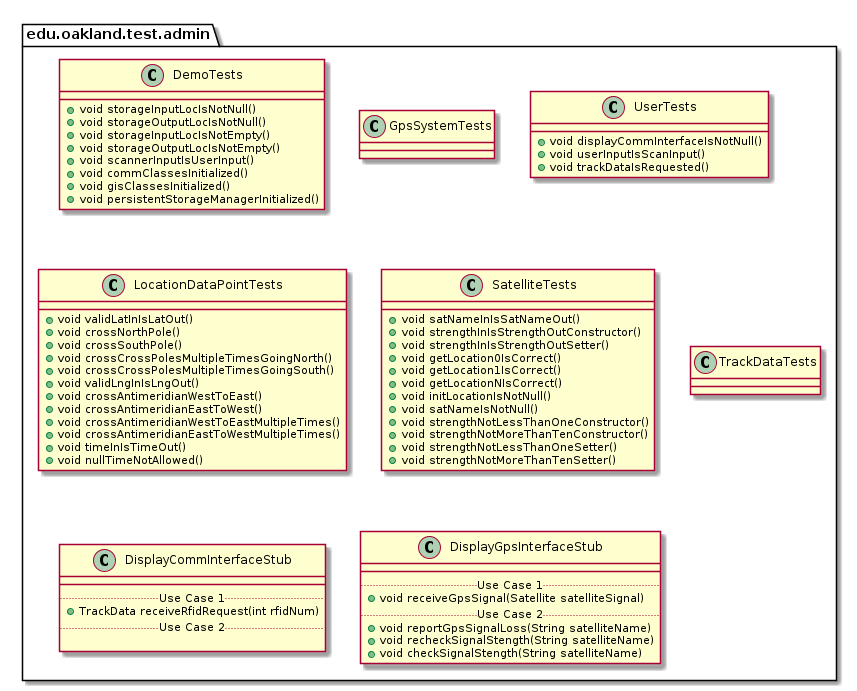 edu.oakland.test.admin
C DemoTests
void storageInputLocIsNotNull()
void storageOutputLocIsNotNull()
void storageInputLocIsNotEmpty()
void storageOutputLocIsNotEmpty()
void scannerInputIsUserInput()
void commClassesInitialized()
void gisClassesInitialized()
void persistentStorageManagerInitialized()
C GpsSystemTests
C UserTests
void displayCommInterfaceIsNotNull()
void userInputIsScanInput()
void trackDataIsRequested()
C LocationDataPointTests
void validLatInIsLatOut()
void crossNorthPole()
void crossSouthPole()
void crossCrossPolesMultipleTimesGoingNorth()
void crossCrossPolesMultipleTimesGoingSouth()
void validLngInIsLngOut()
void crossAntimeridianWestToEast()
void crossAntimeridianEastToWest()
void crossAntimeridianWestToEastMultipleTimes()
void crossAntimeridianEastToWestMultipleTimes()
void timeInIsTimeOut()
void nullTimeNotAllowed()
C SatelliteTests
void satNameInIsSatNameOut()
void strengthInIsStrengthOutConstructor()
void strengthInIsStrengthOutSetter()
void getLocation0IsCorrect()
void getLocation1IsCorrect()
void getLocationNIsCorrect()
void initLocationIsNotNull()
void satNameIsNotNull()
void strengthNotLessThanOneConstructor()
void strengthNotMoreThanTenConstructor()
void strengthNotLessThanOneSetter()
void strengthNotMoreThanTenSetter()
C TrackDataTests
C DisplayCommInterfaceStub
Use Case 1
TrackData receiveRfidRequest(int rfidNum)
Use Case 2
C DisplayGpsInterfaceStub
Use Case 1
void receiveGpsSignal(Satellite satelliteSignal)
Use Case 2
void reportGpsSignalLoss(String satelliteName)
void recheckSignalStength(String satelliteName)
void checkSignalStength(String satelliteName)